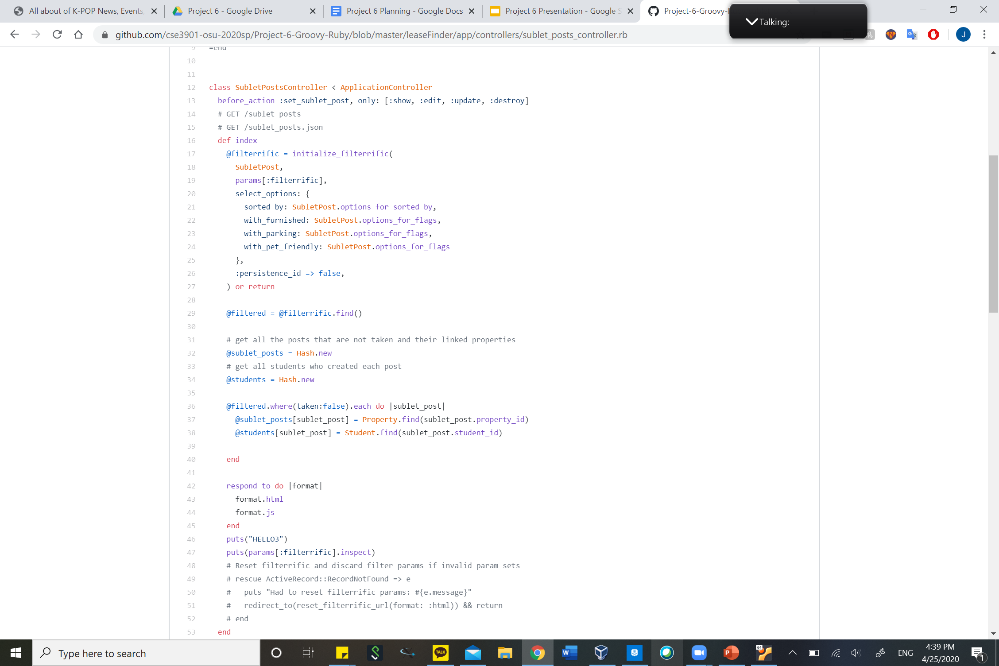 All about of K-POP News, Events,
Project 6 - Google Drive
Project 6 Planning - Google Docs
Project 6 Presentation - Google S
Project-6-Groovy-
Talking:
github.com/cse3901-osu-2020sp/Project-6-Groovy-Ruby/blob/master/leaseFinder/app/controllers/sublet_posts_controller.rb
J
9 =end
10
11
12 class SubletPostsController < ApplicationController
13 before_action :set_sublet_post, only: [:show, :edit, :update, :destroy]
14 # GET /sublet_posts
15 # GET /sublet_posts.json
16 def index
17 @filterrific = initialize_filterrific(
18 SubletPost,
19 params[:filterrific],
20 select_options: {
21 sorted_by: SubletPost.options_for_sorted_by,
22 with_furnished: SubletPost.options_for_flags,
23 with_parking: SubletPost.options_for_flags,
24 with_pet_friendly: SubletPost.options_for_flags
25 },
26 :persistence_id => false,
27 ) or return
28
29 @filtered = @filterrific.find()
30
31 # get all the posts that are not taken and their linked properties
32 @sublet_posts = Hash.new
33 # get all students who created each post
34 @students = Hash.new
35
36 @filtered.where(taken:false).each do |sublet_post|
37 @sublet_posts[sublet_post] = Property.find(sublet_post.property_id)
38 @students[sublet_post] = Student.find(sublet_post.student_id)
39
40 end
41
42 respond_to do |format|
43 format.html
44 format.js
45 end
46 puts("HELLO3")
47 puts(params[:filterrific].inspect)
48 # Reset filterrific and discard filter params if invalid param sets
49 # rescue ActiveRecord::RecordNotFound => e
50 # puts "Had to reset filterrific params: #{e.message}"
51 # redirect_to(reset_filterrific_url(format: :html)) && return
52 # end
53 end
Type here to search
TALK
64
ENG
4:39 PM
4/25/2020
1